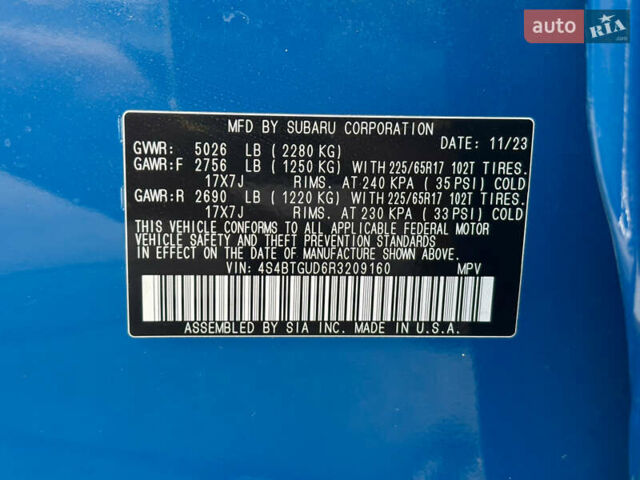 auto RIA
.com
MFD BY SUBARU CORPORATION DATE: 11/23
GVWR: 5026 LB (2280 KG)
GAWR:F 2756 LB (1250 KG) WITH 225/65R17 102T TIRES.
17X7J RIMS. AT 240 KPA (35 PSI) COLD
GAWR:R 2690 LB (1220 KG) WITH 225/65R17 102T TIRES.
17X7J RIMS. AT 230 KPA (33 PSI) COLD
THIS VEHICLE CONFORMS TO ALL APPLICABLE FEDERAL MOTOR
VEHICLE SAFETY AND THEFT PREVENTION STANDARDS
IN EFFECT ON THE DATE OF MANUFACTURE SHOWN ABOVE.
VIN: 4S4BTGUD6R3209160 MPV
ASSEMBLED BY SIA INC. MADE IN U.S.A.